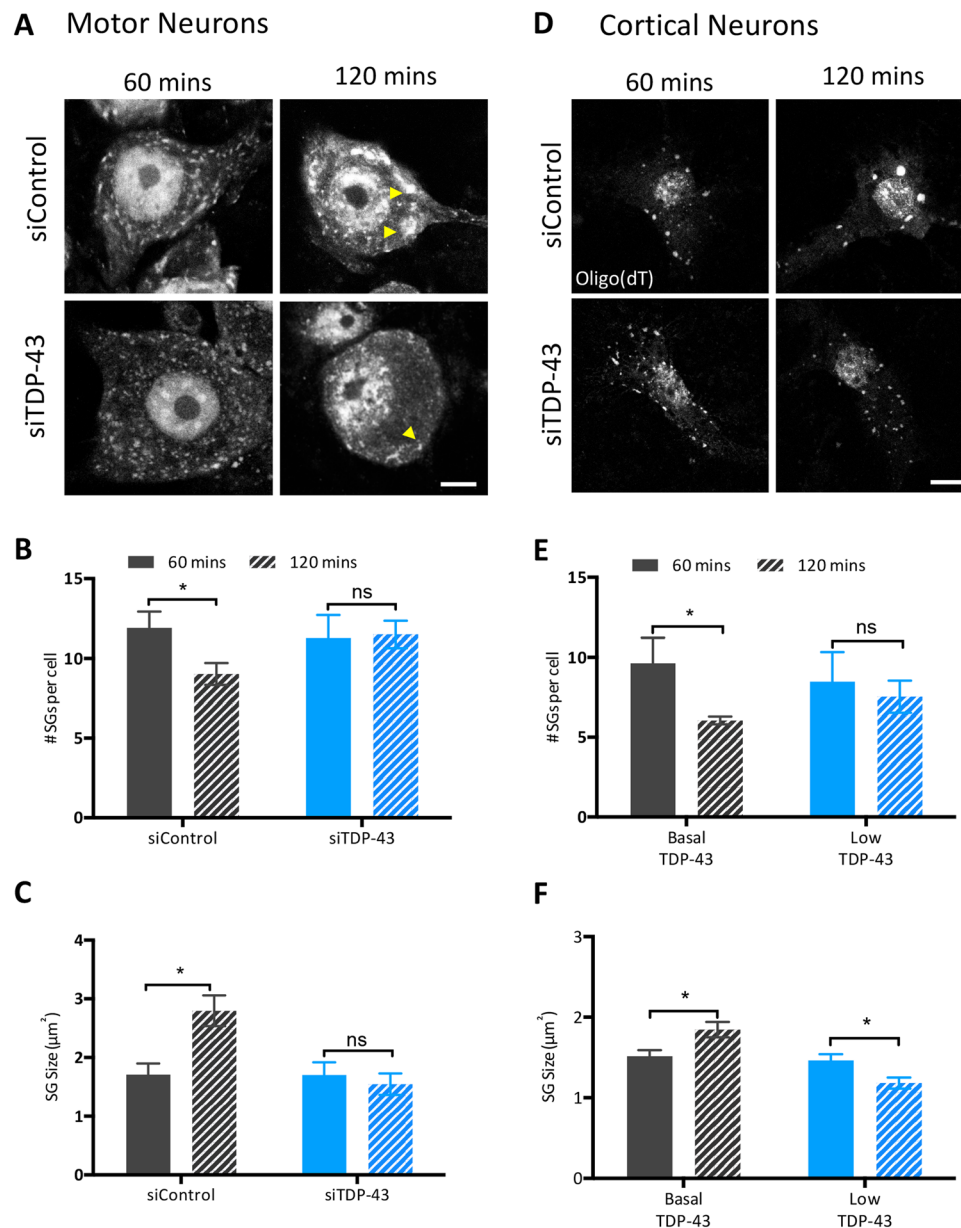 A Motor Neurons
60 mins 120 mins
siControl
siTDP-43
B
60 mins 120 mins
# SGs per cell
15
10
5
0
* ns
siControl siTDP-43
C
SG Size (µm²)
4
3
2
1
0
* ns
siControl siTDP-43
D Cortical Neurons
60 mins 120 mins
siControl
Oligo(dT)
siTDP-43
E
60 mins 120 mins
# SGs per cell
15
10
5
0
* ns
Basal Low
TDP-43 TDP-43
F
SG Size (µm²)
3
2
1
0
* *
Basal Low
TDP-43 TDP-43